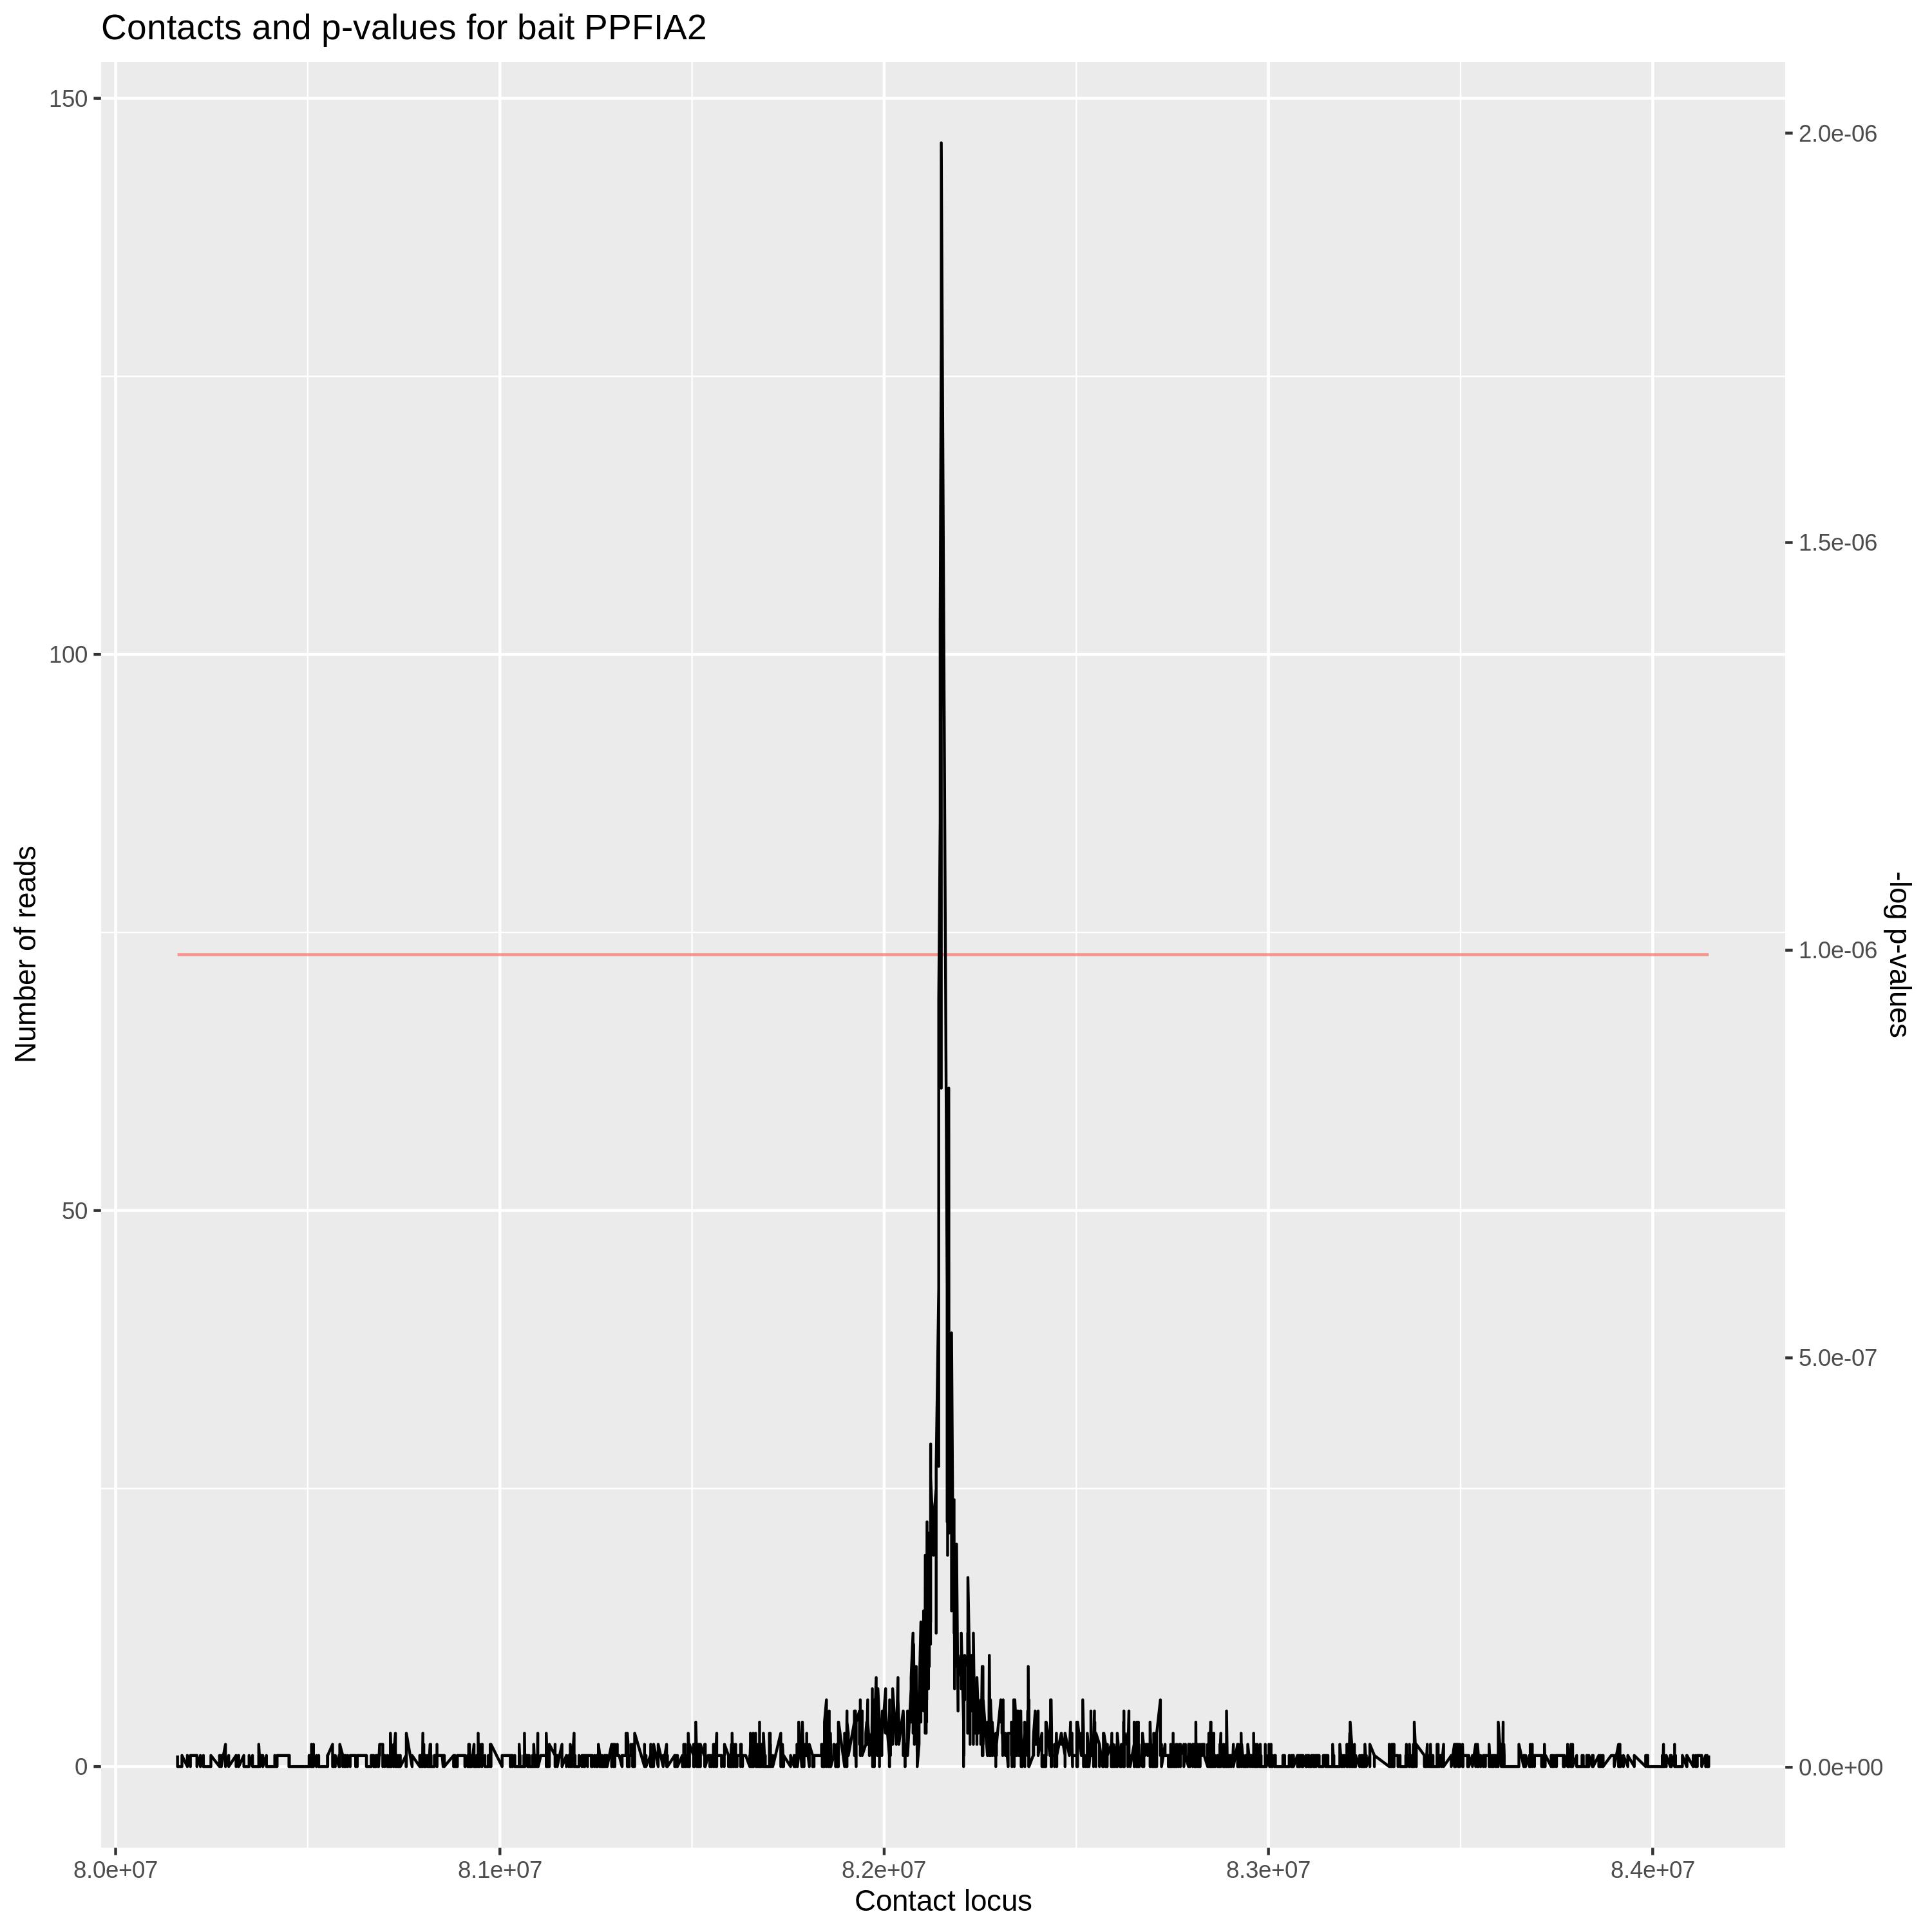 Contacts and p-values for bait PPFIA2
150
100
50
0
Number of reads
2.0e-06
1.5e-06
1.0e-06
5.0e-07
0.0e+00
-log p-values
8.0e+07 8.1e+07 8.2e+07 8.3e+07 8.4e+07
Contact locus